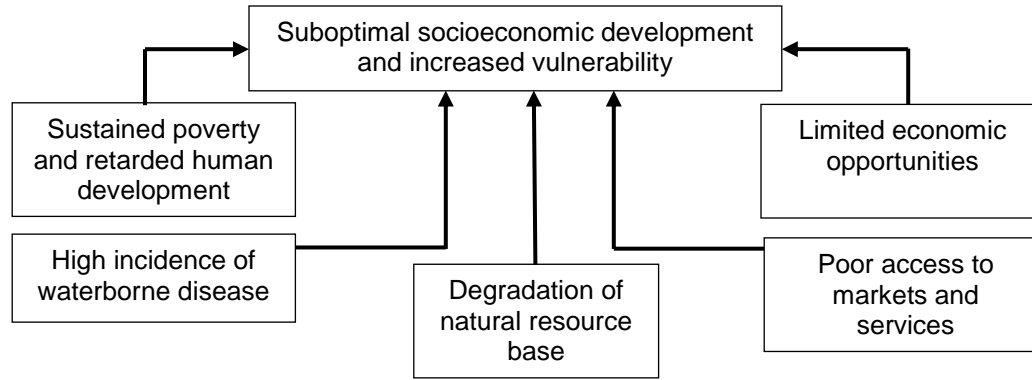 Suboptimal socioeconomic development
and increased vulnerability
Sustained poverty
and retarded human
development
Limited economic
opportunities
High incidence of
waterborne disease
Degradation of
natural resource
base
Poor access to
markets and
services